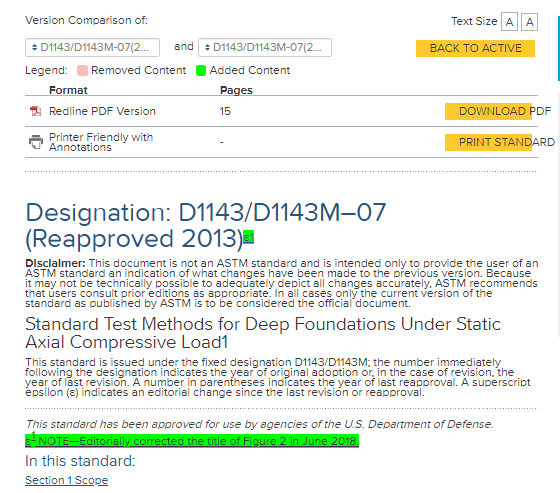 Version Comparison of:
Text Size A A
D1143/D1143M-07(2... and D1143/D1143M-07(2... BACK TO ACTIVE
Legend: Removed Content Added Content
Format Pages
Redline PDF Version 15 DOWNLOAD PDF
Printer Friendly with
Annotations - PRINT STANDARD
Designation: D1143/D1143M–07
(Reapproved 2013)ε1
Disclaimer: This document is not an ASTM standard and is intended only to provide the user of an
ASTM standard an indication of what changes have been made to the previous version. Because
it may not be technically possible to adequately depict all changes accurately, ASTM recommends
that users consult prior editions as appropriate. In all cases only the current version of the
standard as published by ASTM is to be considered the official document.
Standard Test Methods for Deep Foundations Under Static
Axial Compressive Load1
This standard is issued under the fixed designation D1143/D1143M; the number immediately
following the designation indicates the year of original adoption or, in the case of revision, the
year of last revision. A number in parentheses indicates the year of last reapproval. A superscript
epsilon (ε) indicates an editorial change since the last revision or reapproval.
This standard has been approved for use by agencies of the U.S. Department of Defense.
ε1 NOTE—Editorially corrected the title of Figure 2 in June 2018.
In this standard:
Section 1 Scope